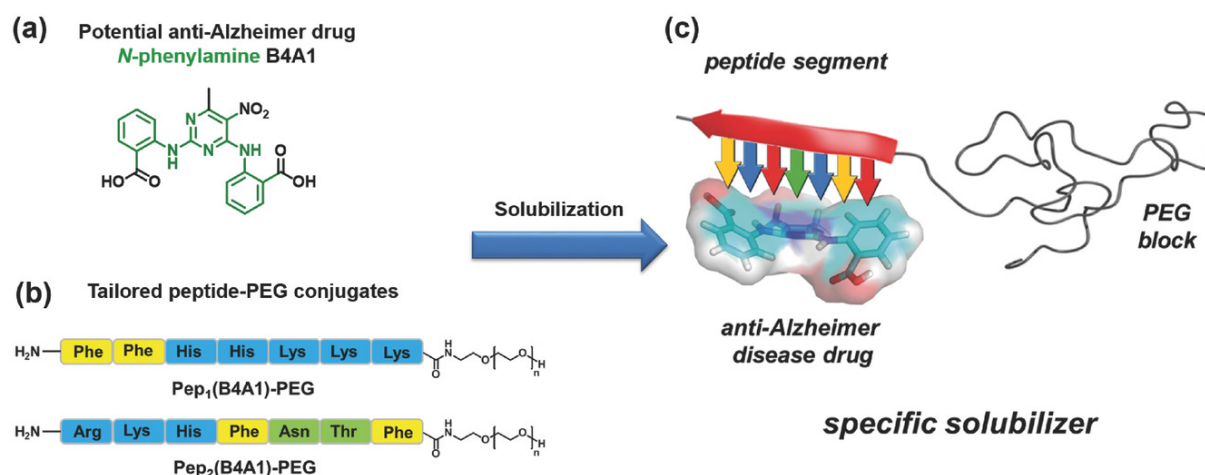 (a)
Potential anti-Alzheimer drug
N-phenylamine B4A1
NO₂
N
N
N
H
HN
HO
O
O
OH
(b)
Tailored peptide-PEG conjugates
H₂N Phe Phe His His Lys Lys Lys H N O O O H n
Pep₁(B4A1)-PEG
H₂N Arg Lys His Phe Asn Thr Phe H N O O O H n
Pep₂(B4A1)-PEG
Solubilization
(c)
peptide segment
PEG
block
anti-Alzheimer
disease drug
specific solubilizer